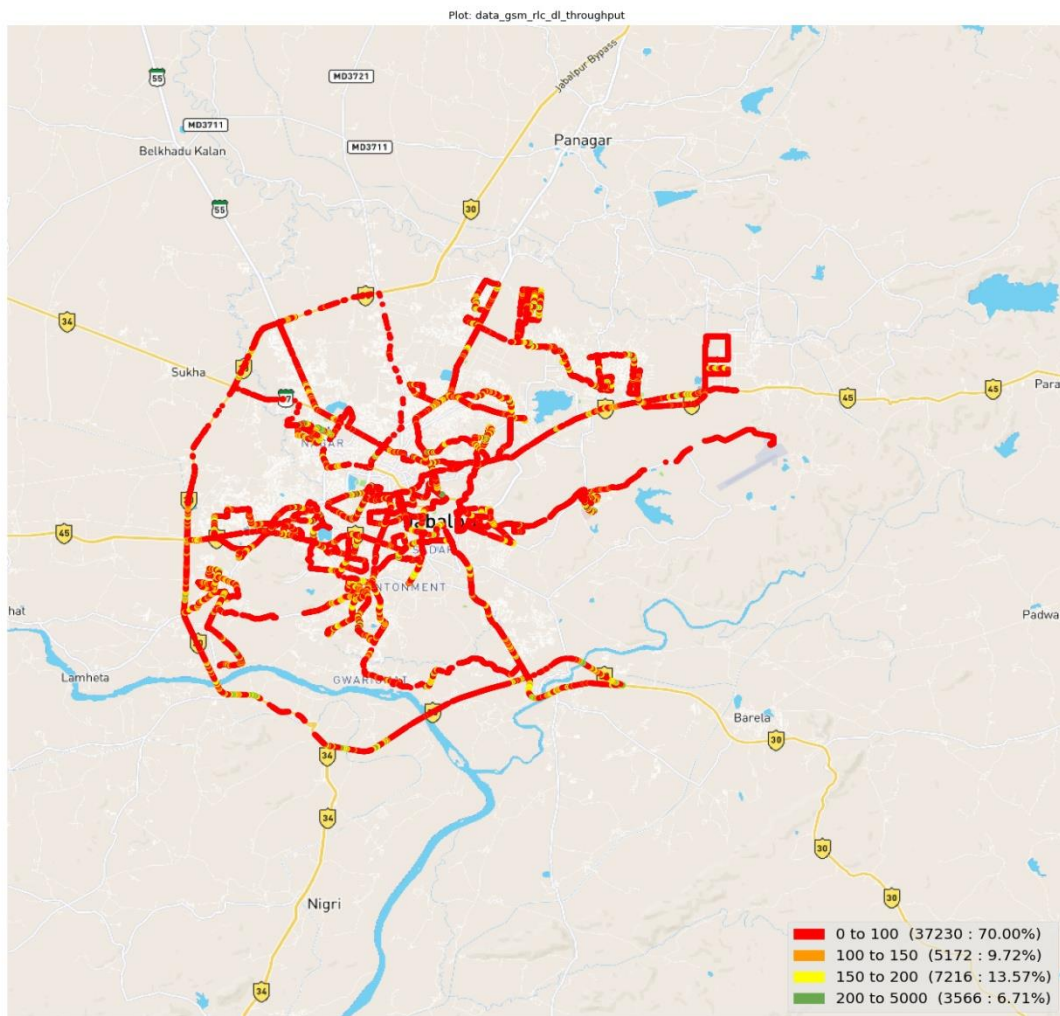 Plot: data_gsm_rlc_dl_throughput
Jabalpur Bypass
55
MD3721
MD3711
Belkhadu Kalan
MD3711
Panagar
55
30
34
Sukha
45
45
Para
NAGAR
45
SADAR
CANTONMENT
hat
Padwa
Lamheta
GWARIGHAT
Barela
30
34
34
30
Nigri
30
34
0 to 100 (37230 : 70.00%)
100 to 150 (5172 : 9.72%)
150 to 200 (7216 : 13.57%)
200 to 5000 (3566 : 6.71%)